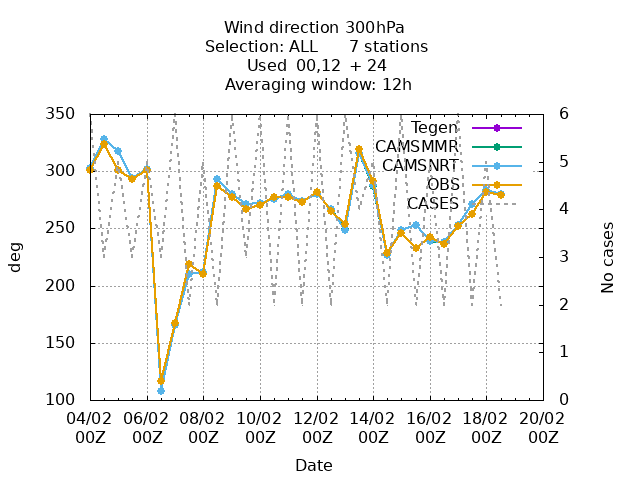 Wind direction 300hPa
Selection: ALL 7 stations
Used 00,12 + 24
Averaging window: 12h
350 6
Tegen
CAMSMMR
300 CAMSNRT 5
OBS
CASES
250 4
deg
200 3
No cases
2
150
1
100 0
04/02 06/02 08/02 10/02 12/02 14/02 16/02 18/02 20/02
00Z 00Z 00Z 00Z 00Z 00Z 00Z 00Z 00Z
Date